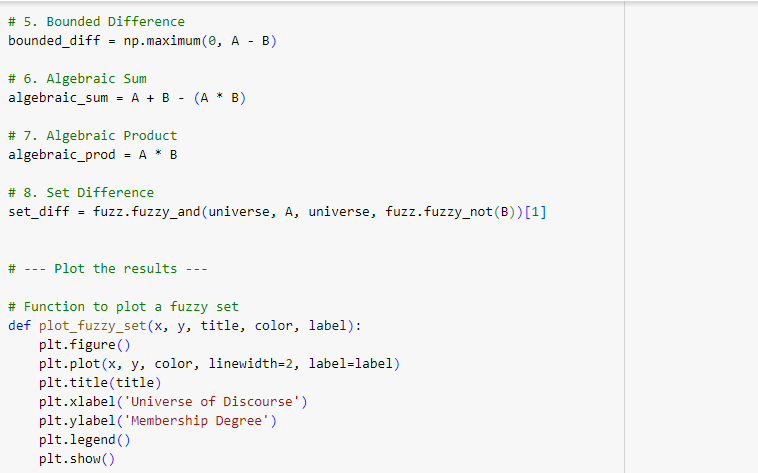 # 5. Bounded Difference
bounded_diff = np.maximum(0, A - B)
# 6. Algebraic Sum
algebraic_sum = A + B - (A * B)
# 7. Algebraic Product
algebraic_prod = A * B
# 8. Set Difference
set_diff = fuzz.fuzzy_and(universe, A, universe, fuzz.fuzzy_not(B))[1]
# --- Plot the results ---
# Function to plot a fuzzy set
def plot_fuzzy_set(x, y, title, color, label):
    plt.figure()
    plt.plot(x, y, color, linewidth=2, label=label)
    plt.title(title)
    plt.xlabel('Universe of Discourse')
    plt.ylabel('Membership Degree')
    plt.legend()
    plt.show()